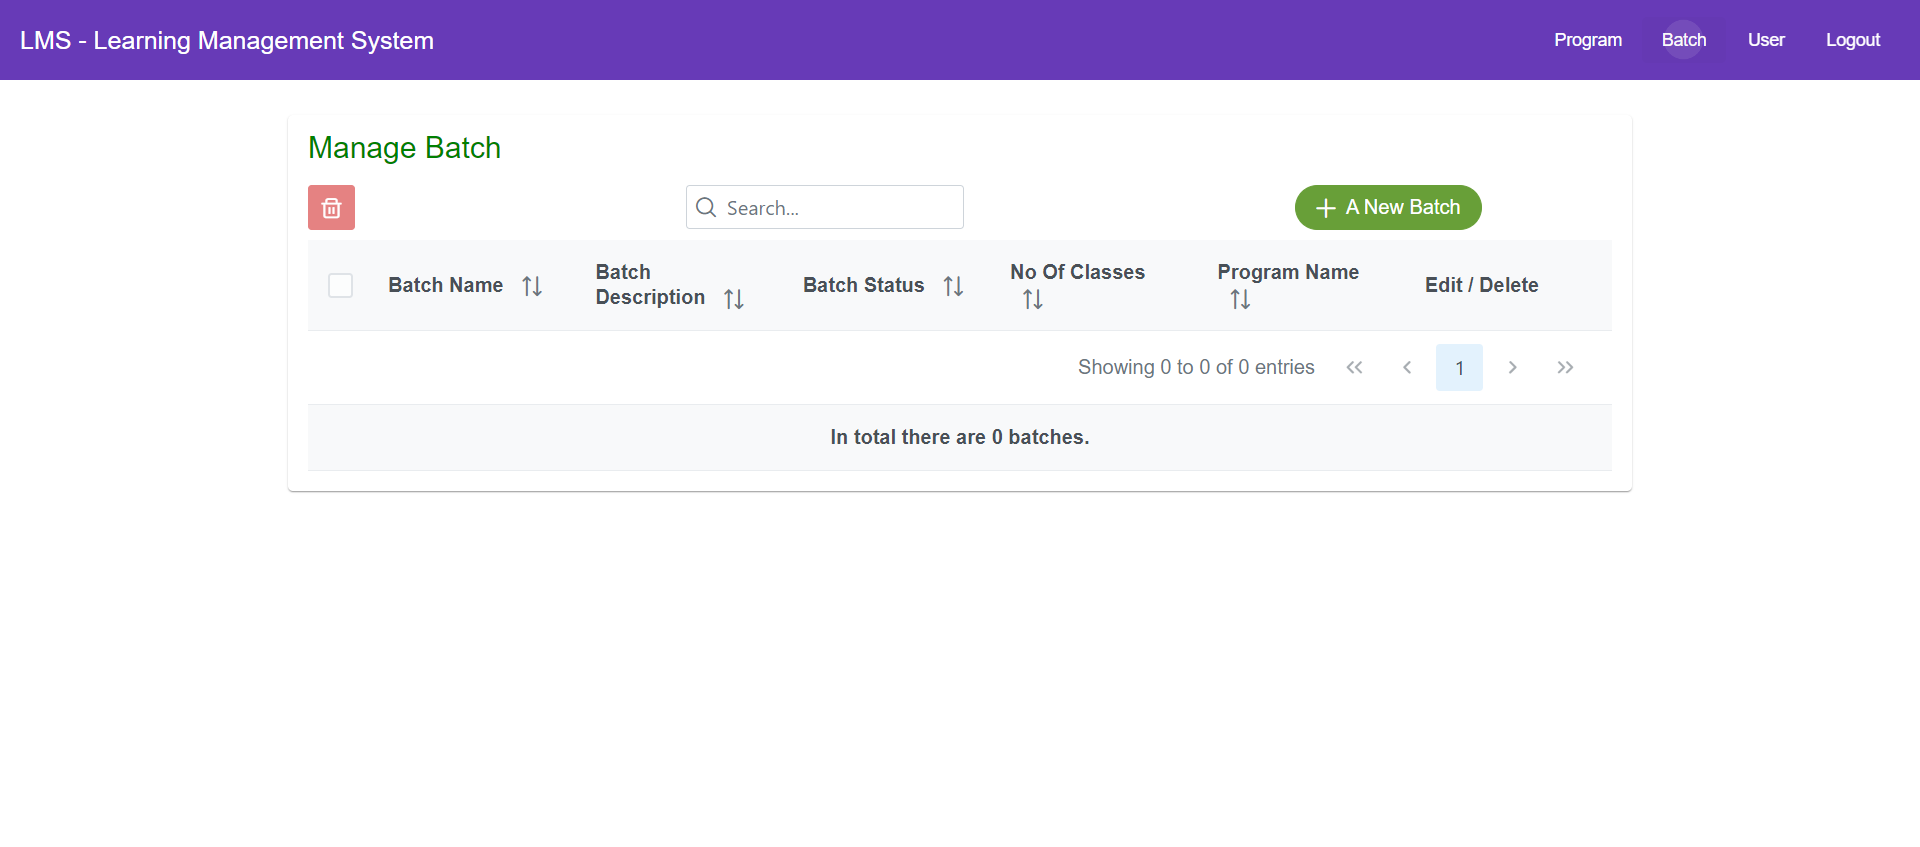 LMS - Learning Management System
Program Batch User Logout
Manage Batch
Search...
A New Batch
Batch Name
Batch
Description
Batch Status
No Of Classes
Program Name
Edit / Delete
Showing 0 to 0 of 0 entries
1
In total there are 0 batches.